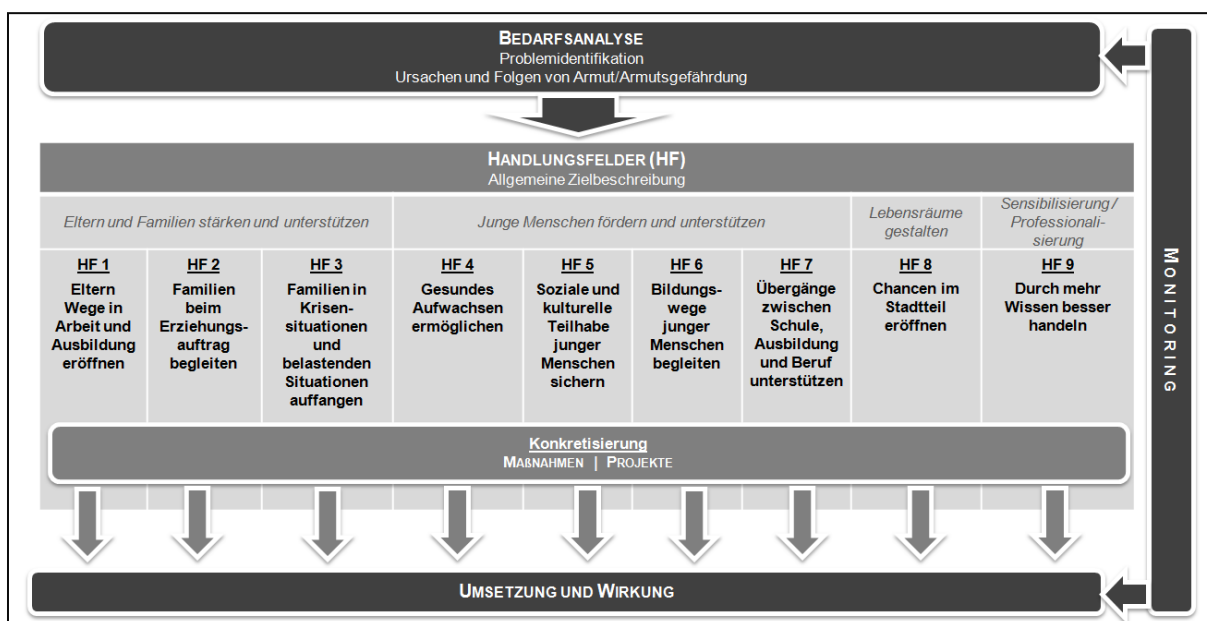 BEDARFSANALYSE
Problemidentifikation
Ursachen und Folgen von Armut/Armutsgefährdung
HANDLUNGSFELDER (HF)
Allgemeine Zielbeschreibung
Eltern und Familien stärken und unterstützen
Junge Menschen fördern und unterstützen
Lebensräume
gestalten
Sensibilisierung /
Professionali-
sierung
HF 1
Eltern
Wege in
Arbeit und
Ausbildung
eröffnen
HF 2
Familien
beim
Erziehungs-
auftrag
begleiten
HF 3
Familien in
Krisen-
situationen
und
belastenden
Situationen
auffangen
HF 4
Gesundes
Aufwachsen
ermöglichen
HF 5
Soziale und
kulturelle
Teilhabe
junger
Menschen
sichern
HF 6
Bildungs-
wege
junger
Menschen
begleiten
HF 7
Übergänge
zwischen
Schule,
Ausbildung
und Beruf
unterstützen
HF 8
Chancen im
Stadtteil
eröffnen
HF 9
Durch mehr
Wissen besser
handeln
Konkretisierung
MAßNAHMEN | PROJEKTE
UMSETZUNG UND WIRKUNG
MONITORING